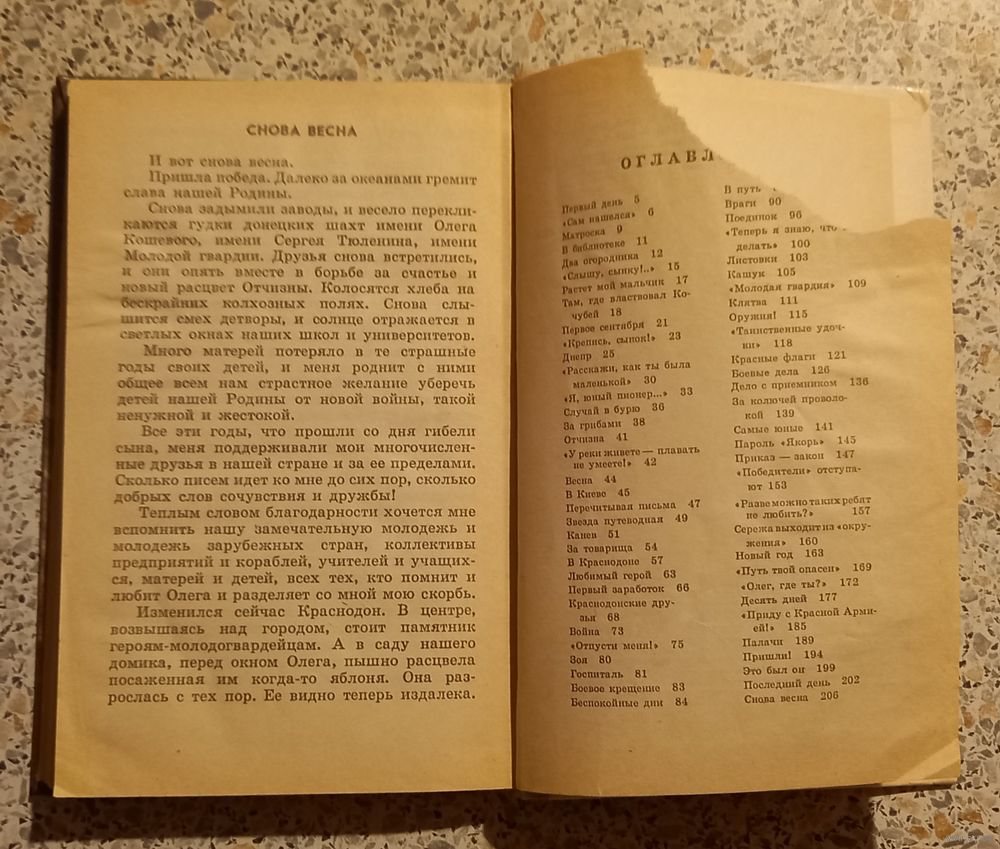 СНОВА ВЕСНА
И вот снова весна.
Пришла победа. Далеко за океанами гремит
слава нашей Родины.
Снова задымили заводы, и весело перекли-
каются гудки донецких шахт имени Олега
Кошевого, имени Сергея Тюленина, имени
Молодой гвардии. Друзья снова встретились,
и они опять вместе в борьбе за счастье и
новый расцвет Отчизны. Колосятся хлеба на
бескрайних колхозных полях. Снова слы-
шится смех детворы, и солнце отражается в
светлых окнах наших школ и университетов.
Много матерей потеряло в те страшные
годы своих детей, и меня роднит с ними
общее всем нам страстное желание уберечь
детей нашей Родины от новой войны, такой
ненужной и жестокой.
Все эти годы, что прошли со дня гибели
сына, меня поддерживали мои многочислен-
ные друзья в нашей стране и за ее пределами.
Сколько писем идет ко мне до сих пор, сколько
добрых слов сочувствия и дружбы!
Теплым словом благодарности хочется мне
вспомнить нашу замечательную молодежь и
молодежь зарубежных стран, коллективы
предприятий и кораблей, учителей и учащих-
ся, матерей и детей, всех тех, кто помнит и
любит Олега и разделяет со мной мою скорбь.
Изменился сейчас Краснодон. В центре,
возвышаясь над городом, стоит памятник
героям-молодогвардейцам. А в саду нашего
домика, перед окном Олега, пышно расцвела
посаженная им когда-то яблоня. Она раз-
рослась с тех пор. Ее видно теперь издалека.
ОГЛАВЛ
Первый день 5
«Сам нашелся» 6
Матроска 9
В библиотеке 11
Два огородника 12
«Слышу, сынку!..» 15
Растет мой мальчик 17
Там, где властвовал Ко-
чубей 18
Первое сентября 21
«Крепись, сынок!» 23
Днепр 25
«Расскажи, как ты была
маленькой» 30
«Я, юный пионер...» 33
Случай в бурю 36
За грибами 38
Отчизна 41
«У реки живете — плавать
не умеете!» 42
Весна 44
В Киеве 45
Перечитывая письма 47
Звезда путеводная 49
Канев 51
За товарища 54
В Краснодоне 57
Любимый герой 63
Первый заработок 66
Краснодонские дру-
зья 68
Война 73
«Отпусти меня!» 75
Зоя 80
Госпиталь 81
Боевое крещение 83
Беспокойные дни 84
В путь
Враги 90
Поединок 96
«Теперь я знаю, что
делать» 100
Листовки 103
Кашук 105
«Молодая гвардия» 109
Клятва 111
Оружия! 115
«Таинственные удоч-
ки» 118
Красные флаги 121
Боевые дела 126
Дело с приемником 136
За колючей проволо-
кой 139
Самые юные 141
Пароль «Якорь» 145
Приказ — закон 147
«Победители» отступа-
ют 153
«Разве можно таких ребят
не любить?» 157
Сережа выходит из «окру-
жения» 160
Новый год 163
«Путь твой опасен» 169
«Олег, где ты?» 172
Десять дней 177
«Приду с Красной Арми-
ей!» 185
Палачи 189
Пришли! 194
Это был он 199
Последний день 202
Снова весна 206